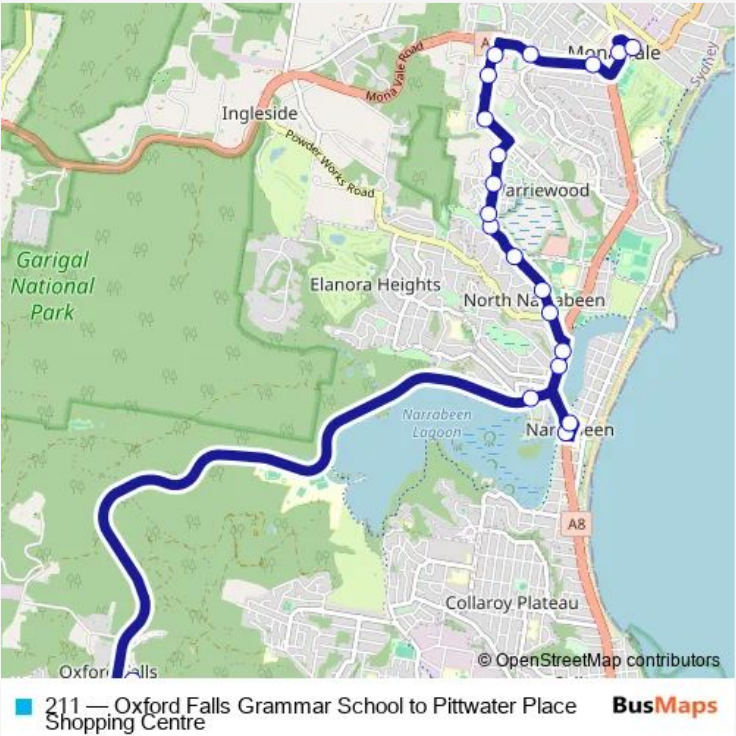 A
Mona Vale
Mona Vale Road
Sydney
Ingleside
Powder Works Road
Warriewood
Garigal
National
Park
Elanora Heights
North Narrabeen
Narrabeen
Lagoon
Narrabeen
A8
Collaroy Plateau
© OpenStreetMap contributors
Oxford Falls
211 — Oxford Falls Grammar School to Pittwater Place
Shopping Centre
BusMaps